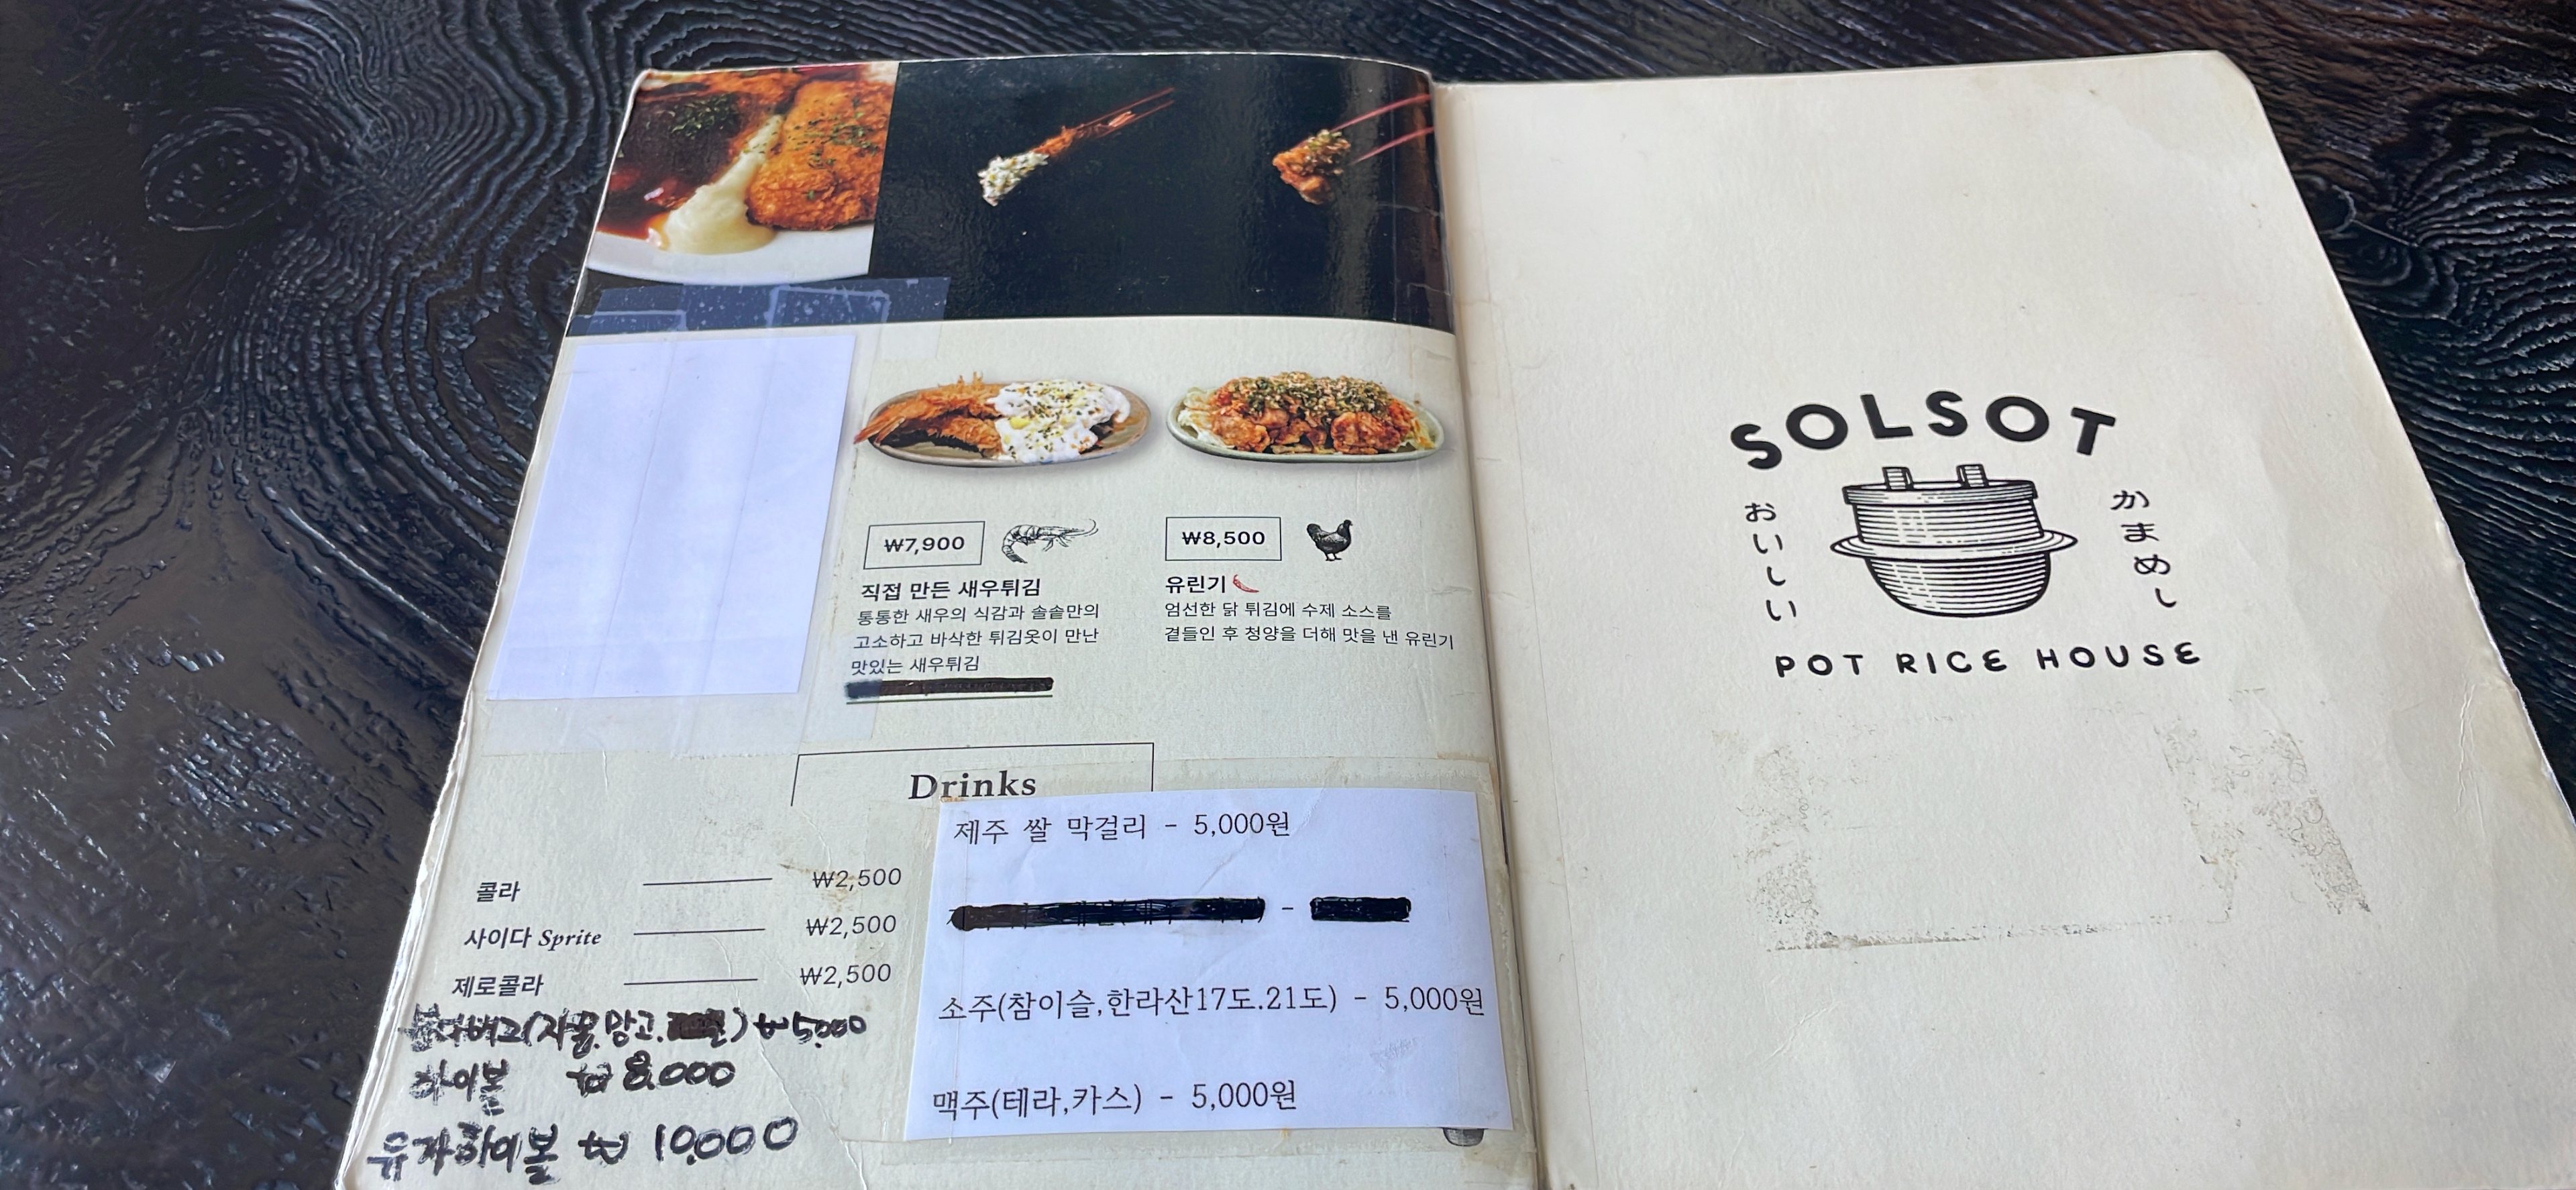 ₩7,900
직접 만든 새우튀김
통통한 새우의 식감과 솔솥만의
고소하고 바삭한 튀김옷이 만난
맛있는 새우튀김
₩8,500
유린기
엄선한 닭 튀김에 수제 소스를
곁들인 후 청양을 더해 맛을 낸 유린기
Drinks
콜라 ₩2,500
사이다 Sprite ₩2,500
제로콜라 ₩2,500
(자몽.망고. ) ₩5,000
하이볼 ₩8.000
유자하이볼 ₩10,000
제주 쌀 막걸리 - 5,000원
소주(참이슬,한라산17도.21도) - 5,000원
맥주(테라,카스) - 5,000원
SOLSOT
おいしい
かまめし
POT RICE HOUSE